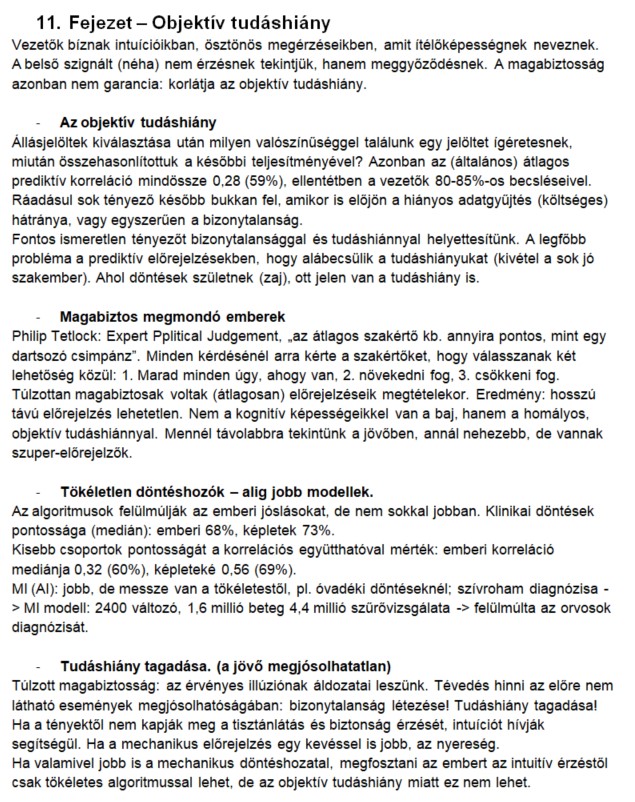 11. Fejezet – Objektív tudáshiány
Vezetők bíznak intuícióikban, ösztönös megérzéseikben, amit ítélőképességnek neveznek.
A belső szignált (néha) nem érzésnek tekintjük, hanem meggyőződésnek. A magabiztosság
azonban nem garancia: korlátja az objektív tudáshiány.
- Az objektív tudáshiány
Állásjelöltek kiválasztása után milyen valószínűséggel találunk egy jelöltet ígéretesnek,
miután összehasonlítottuk a későbbi teljesítményével? Azonban az (általános) átlagos
prediktív korreláció mindössze 0,28 (59%), ellentétben a vezetők 80-85%-os becsléseivel.
Ráadásul sok tényező később bukkan fel, amikor is előjön a hiányos adatgyűjtés (költséges)
hátránya, vagy egyszerűen a bizonytalanság.
Fontos ismeretlen tényezőt bizonytalansággal és tudáshiánnyal helyettesítünk. A legfőbb
probléma a prediktív előrejelzésekben, hogy alábecsülik a tudáshiányukat (kivétel a sok jó
szakember). Ahol döntések születnek (zaj), ott jelen van a tudáshiány is.
- Magabiztos megmondó emberek
Philip Tetlock: Expert Pplitical Judgement, „az átlagos szakértő kb. annyira pontos, mint egy
dartsozó csimpánz”. Minden kérdésénél arra kérte a szakértőket, hogy válasszanak két
lehetőség közül: 1. Marad minden úgy, ahogy van, 2. növekedni fog, 3. csökkeni fog.
Túlzottan magabiztosak voltak (átlagosan) előrejelzéseik megtételekor. Eredmény: hosszú
távú előrejelzés lehetetlen. Nem a kognitív képességeikkel van a baj, hanem a homályos,
objektív tudáshiánnyal. Mennél távolabbra tekintünk a jövőben, annál nehezebb, de vannak
szuper-előrejelzők.
- Tökéletlen döntéshozók – alig jobb modellek.
Az algoritmusok felülmúlják az emberi jóslásokat, de nem sokkal jobban. Klinikai döntések
pontossága (medián): emberi 68%, képletek 73%.
Kisebb csoportok pontosságát a korrelációs együtthatóval mérték: emberi korreláció
mediánja 0,32 (60%), képleteké 0,56 (69%).
MI (AI): jobb, de messze van a tökéletestől, pl. óvadéki döntéseknél; szívroham diagnózisa -
> MI modell: 2400 változó, 1,6 millió beteg 4,4 millió szűrővizsgálata -> felülmúlta az orvosok
diagnózisát.
- Tudáshiány tagadása. (a jövő megjósolhatatlan)
Túlzott magabiztosság: az érvényes illúziónak áldozatai leszünk. Tévedés hinni az előre nem
látható események megjósolhatóságában: bizonytalanság létezése! Tudáshiány tagadása!
Ha a tényektől nem kapják meg a tisztánlátás és biztonság érzését, intuíciót hívják
segítségül. Ha a mechanikus előrejelzés egy kevéssel is jobb, az nyereség.
Ha valamivel jobb is a mechanikus döntéshozatal, megfosztani az embert az intuitív érzéstől
csak tökéletes algoritmussal lehet, de az objektív tudáshiány miatt ez nem lehet.